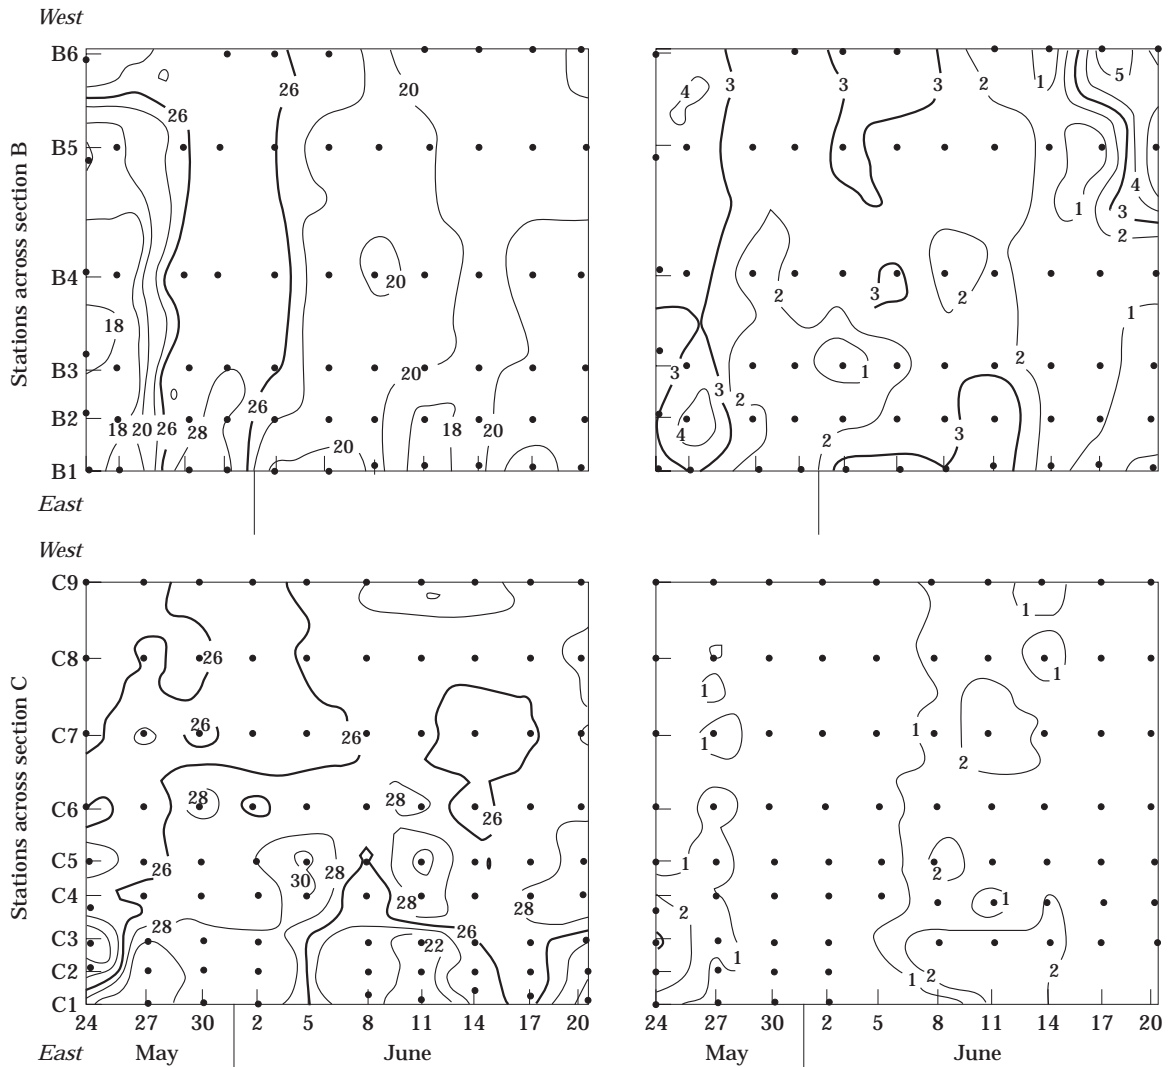 West
B6
B5
B4
B3
B2
B1
Stations across section B
East
26 20
26
20
18
20
26
18 20 26 28 18 20
20
4 3 3 3 2 1 5
4
1 3
2
3 2 2 1
3 3 1 2
4 2 2 3
West
C9
C8
C7
C6
C5
C4
C3
C2
C1
Stations across section C
East
26
26 26
28 28 26
26 28
30 28 28
28 26 22
24 27 30 2 5 8 11 14 17 20
May June
1
1 1
1 1 2
1 2
2 1
1 1 2 2
24 27 30 2 5 8 11 14 17 20
May June